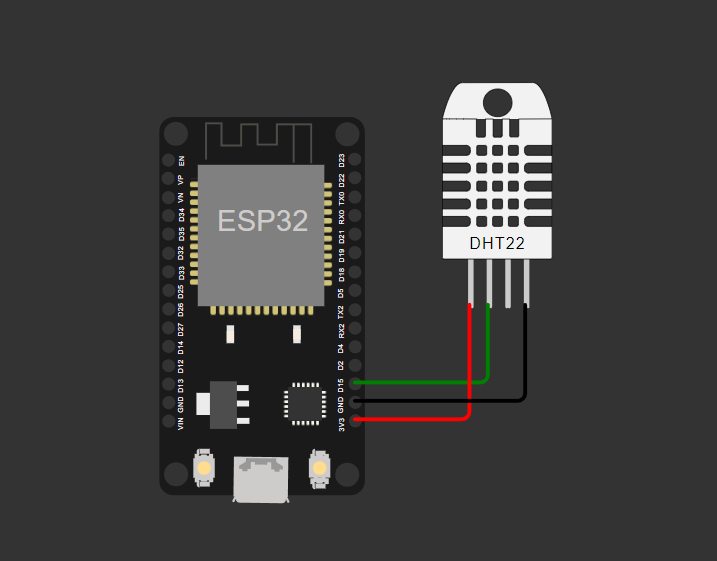 EN
VP
VN
D34
D35
D32
D33
D25
D26
D27
D14
D12
D13
GND
VIN
ESP32
D23
D22
TX0
RX0
D21
D19
D18
D5
TX2
RX2
D4
D2
D15
GND
3V3
DHT22